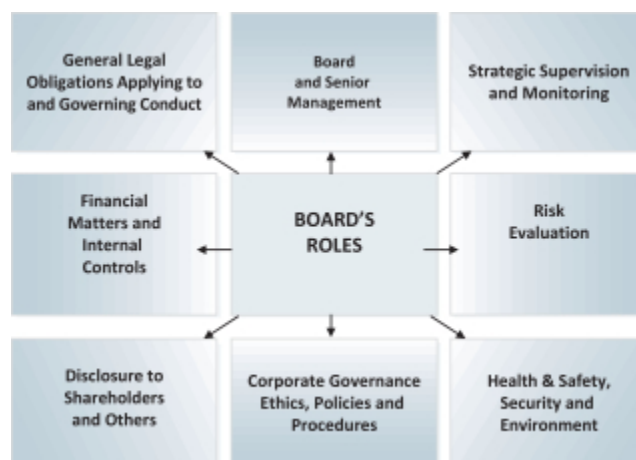 General Legal
Obligations Applying to
and Governing Conduct
Board
and Senior
Management
Strategic Supervision
and Monitoring
Financial
Matters and
Internal
Controls
BOARD'S
ROLES
Risk
Evaluation
Disclosure to
Shareholders
and Others
Corporate Governance
Ethics, Policies and
Procedures
Health & Safety,
Security and
Environment